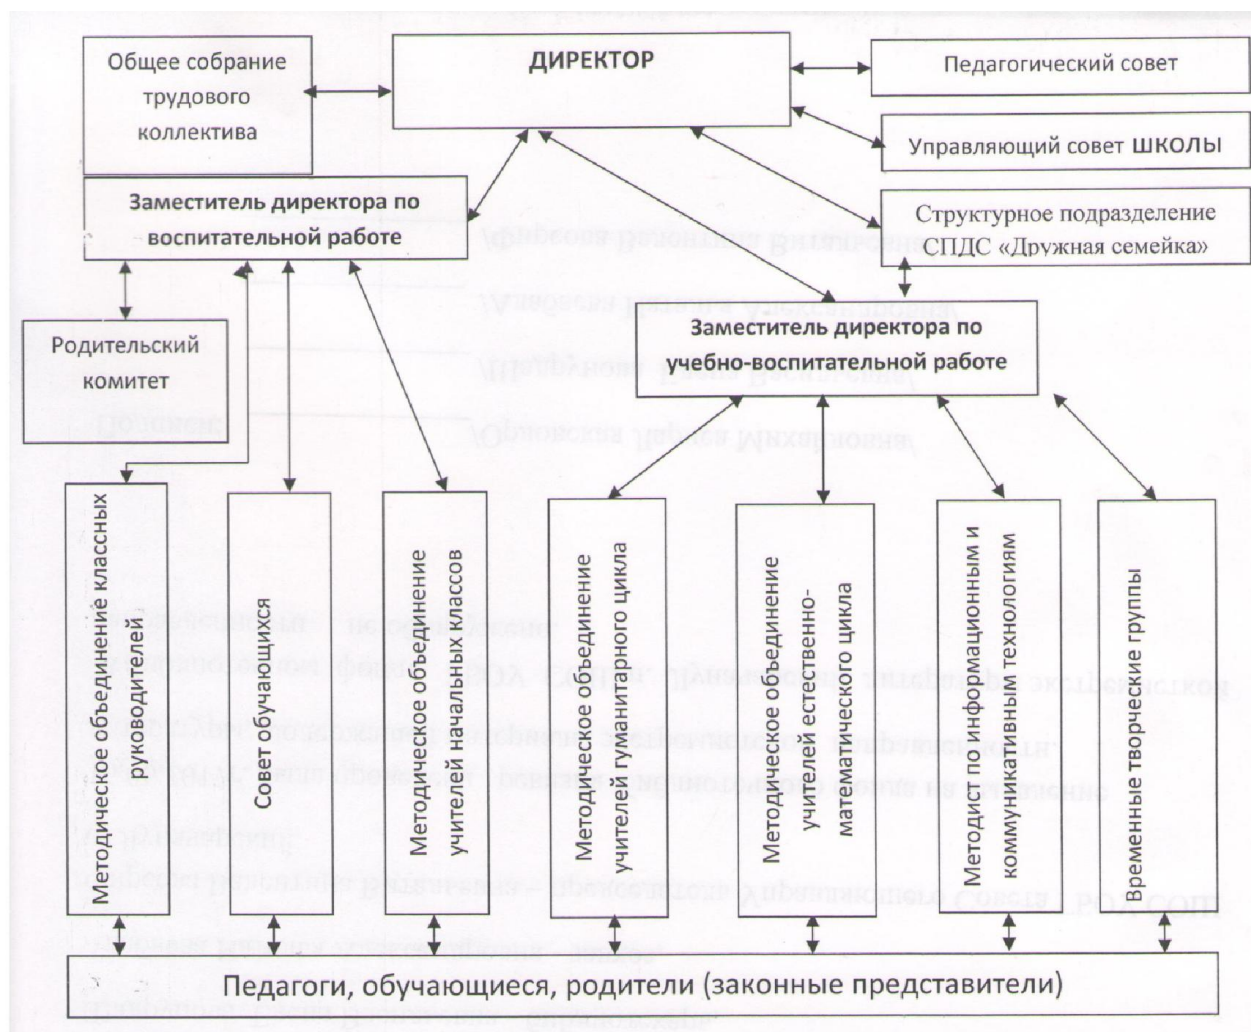 Общее собрание
трудового
коллектива
ДИРЕКТОР
Педагогический совет
Управляющий совет ШКОЛЫ
Структурное подразделение
СПДС «Дружная семейка»
Заместитель директора по
воспитательной работе
Родительский
комитет
Заместитель директора по
учебно-воспитательной работе
Методическое объединение классных
руководителей,
Совет обучающихся
Методическое объединение
учителей начальных классов
Методическое объединение
учителей гуманитарного цикла
Методинекое объединение
учителей естественно-
математического цикла
Методист по информационным и
коммуникативным технологиям
Временные творческие группы
Педагоги, обучающиеся, родители (законные представители)